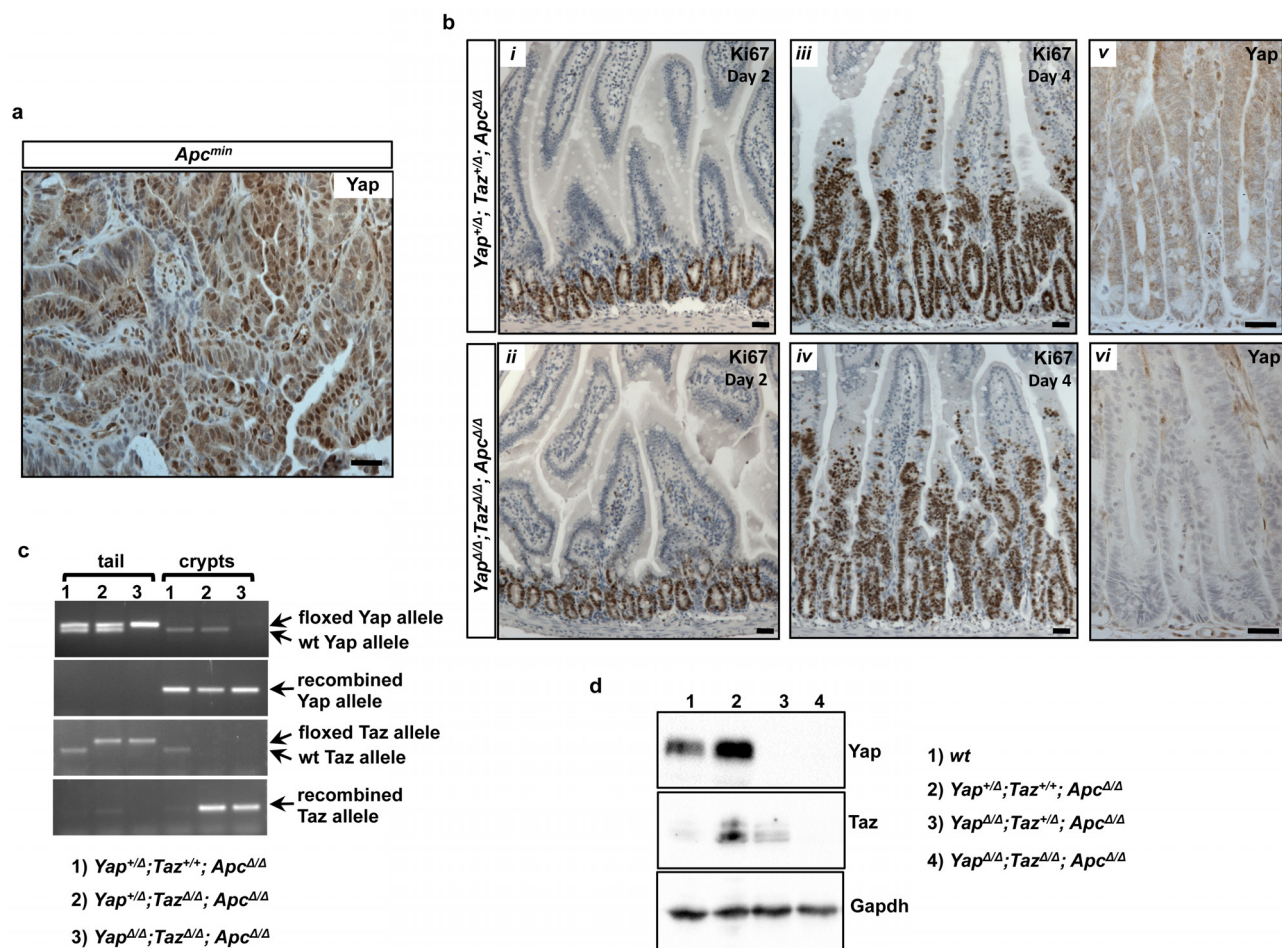 a
Apc^min
Yap
b
Yap^+/Δ; Taz^+/Δ; Apc^Δ/Δ
i
Ki67
Day 2
iii
Ki67
Day 4
v
Yap
Yap^Δ/Δ;Taz^Δ/Δ; Apc^Δ/Δ
ii
Ki67
Day 2
iv
Ki67
Day 4
vi
Yap
c
tail crypts
1 2 3 1 2 3
floxed Yap allele
wt Yap allele
recombined
Yap allele
floxed Taz allele
wt Taz allele
recombined
Taz allele
1) Yap^+/Δ;Taz^+/+; Apc^Δ/Δ
2) Yap^+/Δ;Taz^Δ/Δ; Apc^Δ/Δ
3) Yap^Δ/Δ;Taz^Δ/Δ; Apc^Δ/Δ
d
1 2 3 4
Yap
Taz
Gapdh
1) wt
2) Yap^+/Δ;Taz^+/+; Apc^Δ/Δ
3) Yap^Δ/Δ;Taz^+/Δ; Apc^Δ/Δ
4) Yap^Δ/Δ;Taz^Δ/Δ; Apc^Δ/Δ